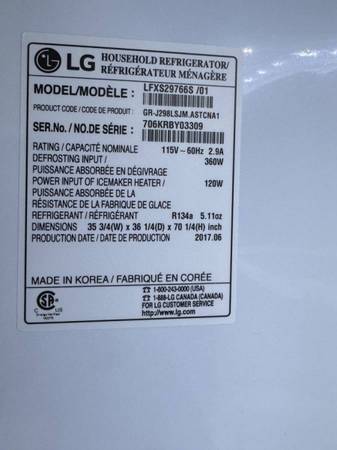 LG HOUSEHOLD REFRIGERATOR/
RÉFRIGÉRATEUR MÉNAGÈRE
MODEL/MODÈLE : LFXS29766S /01
PRODUCT CODE / CODE DE PRODUIT : GR-J298LSJM.ASTCNA1
SER.No./ NO.DE SÉRIE : 706KRBY03309
RATING / CAPACITÉ NOMINALE 115V~60Hz 2.9A
DEFROSTING INPUT / 360W
PUISSANCE ABSORBÉE EN DÉGIVRAGE
POWER INPUT OF ICEMAKER HEATER / 120W
PUISSANCE ABSORBÉE DE LA
RÉSISTANCE DE LA FABRIQUE DE GLACE
REFRIGERANT / RÉFRIGÉRANT R134a 5.11oz
DIMENSIONS 35 3/4(W) x 36 1/4(D) x 70 1/4(H) inch
PRODUCTION DATE / DATE DE PRODUCTION 2017.06
MADE IN KOREA / FABRIQUÉ EN CORÉE
☎ 1-800-243-0000 (USA)
☎ 1-888-LG CANADA (CANADA)
FOR LG CUSTOMER SERVICE
http://www.lg.com
C US
Energy Verified